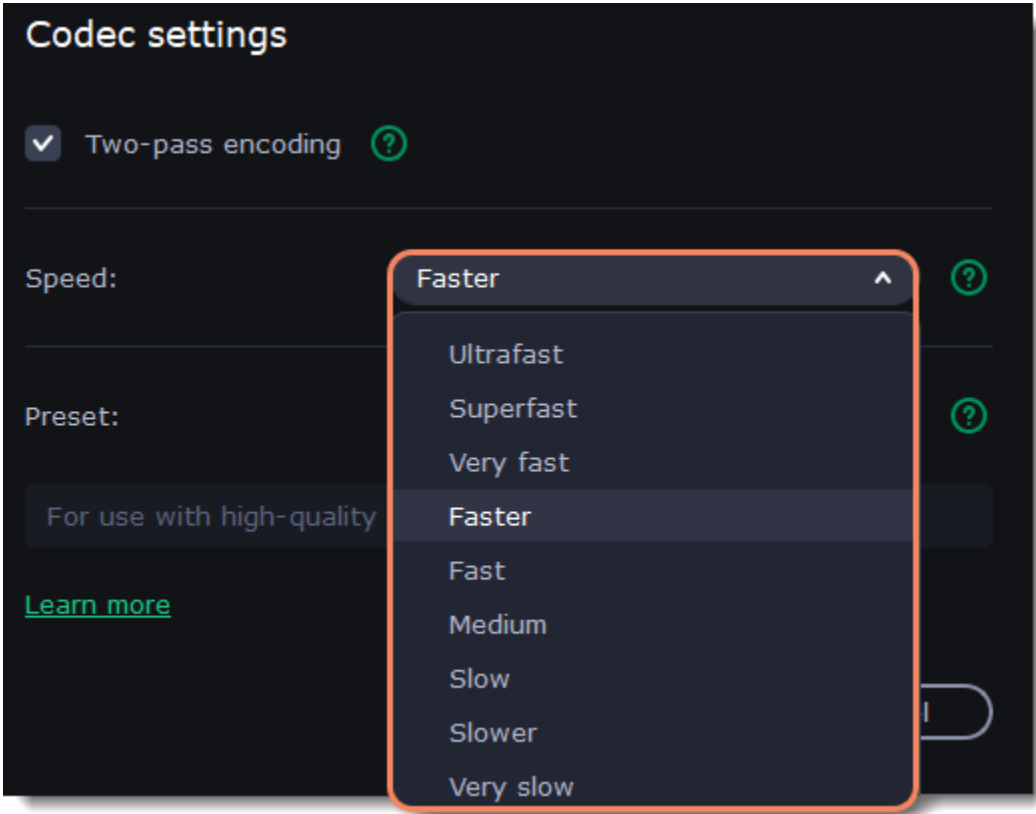 Codec settings
Two-pass encoding ?
Speed: Faster ?
Ultrafast
Superfast
Very fast
Faster
Fast
Medium
Slow
Slower
Very slow
Preset: ?
For use with high-quality
Learn more